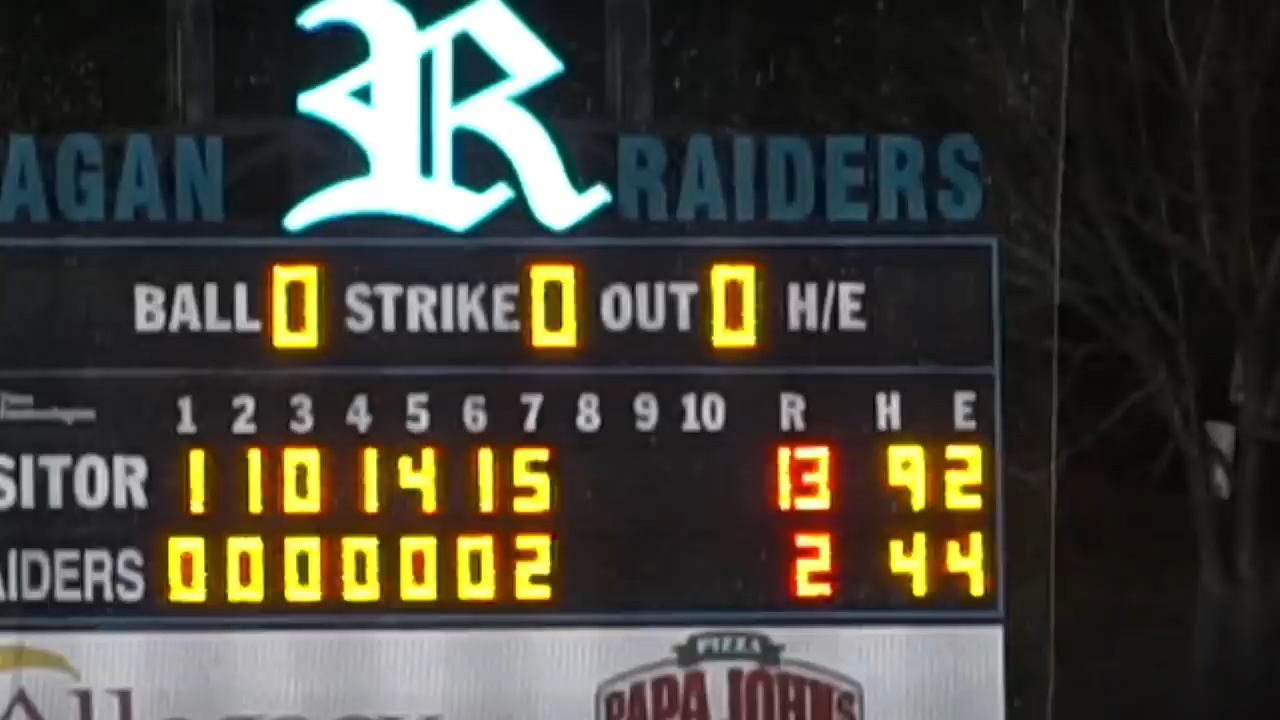 R
AGAN RAIDERS
BALL 0 STRIKE 0 OUT 0 H/E
1 2 3 4 5 6 7 8 9 10 R H E
SITOR 1 1 0 1 4 1 5 13 9 2
AIDERS 0 0 0 0 0 0 2 2 4 4
PIZZA
PAPA JOHNS